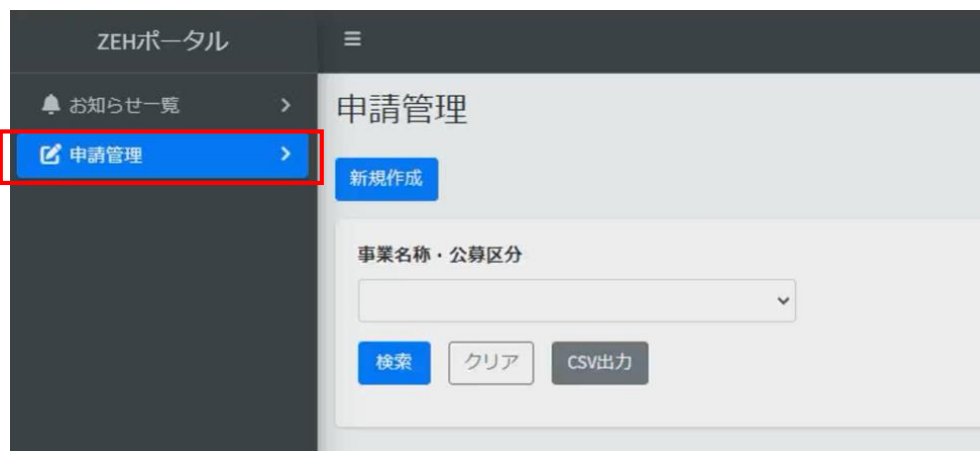 ZEHポータル
お知らせ一覧
申請管理
申請管理
新規作成
事業名称・公募区分
検索 クリア CSV出力